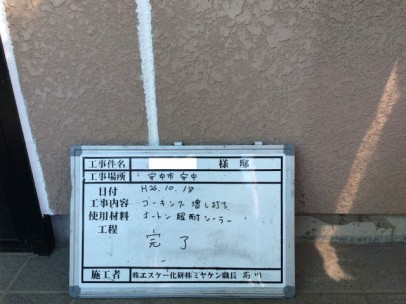 工事件名 様邸
工事場所 安中市 安中
日付 H26.10.18
工事内容 コーキング 増し打ち
使用材料 オートン 超耐シーラー
工程 完了
施工者 ㈱エスケー化研㈱ミヤケン職長